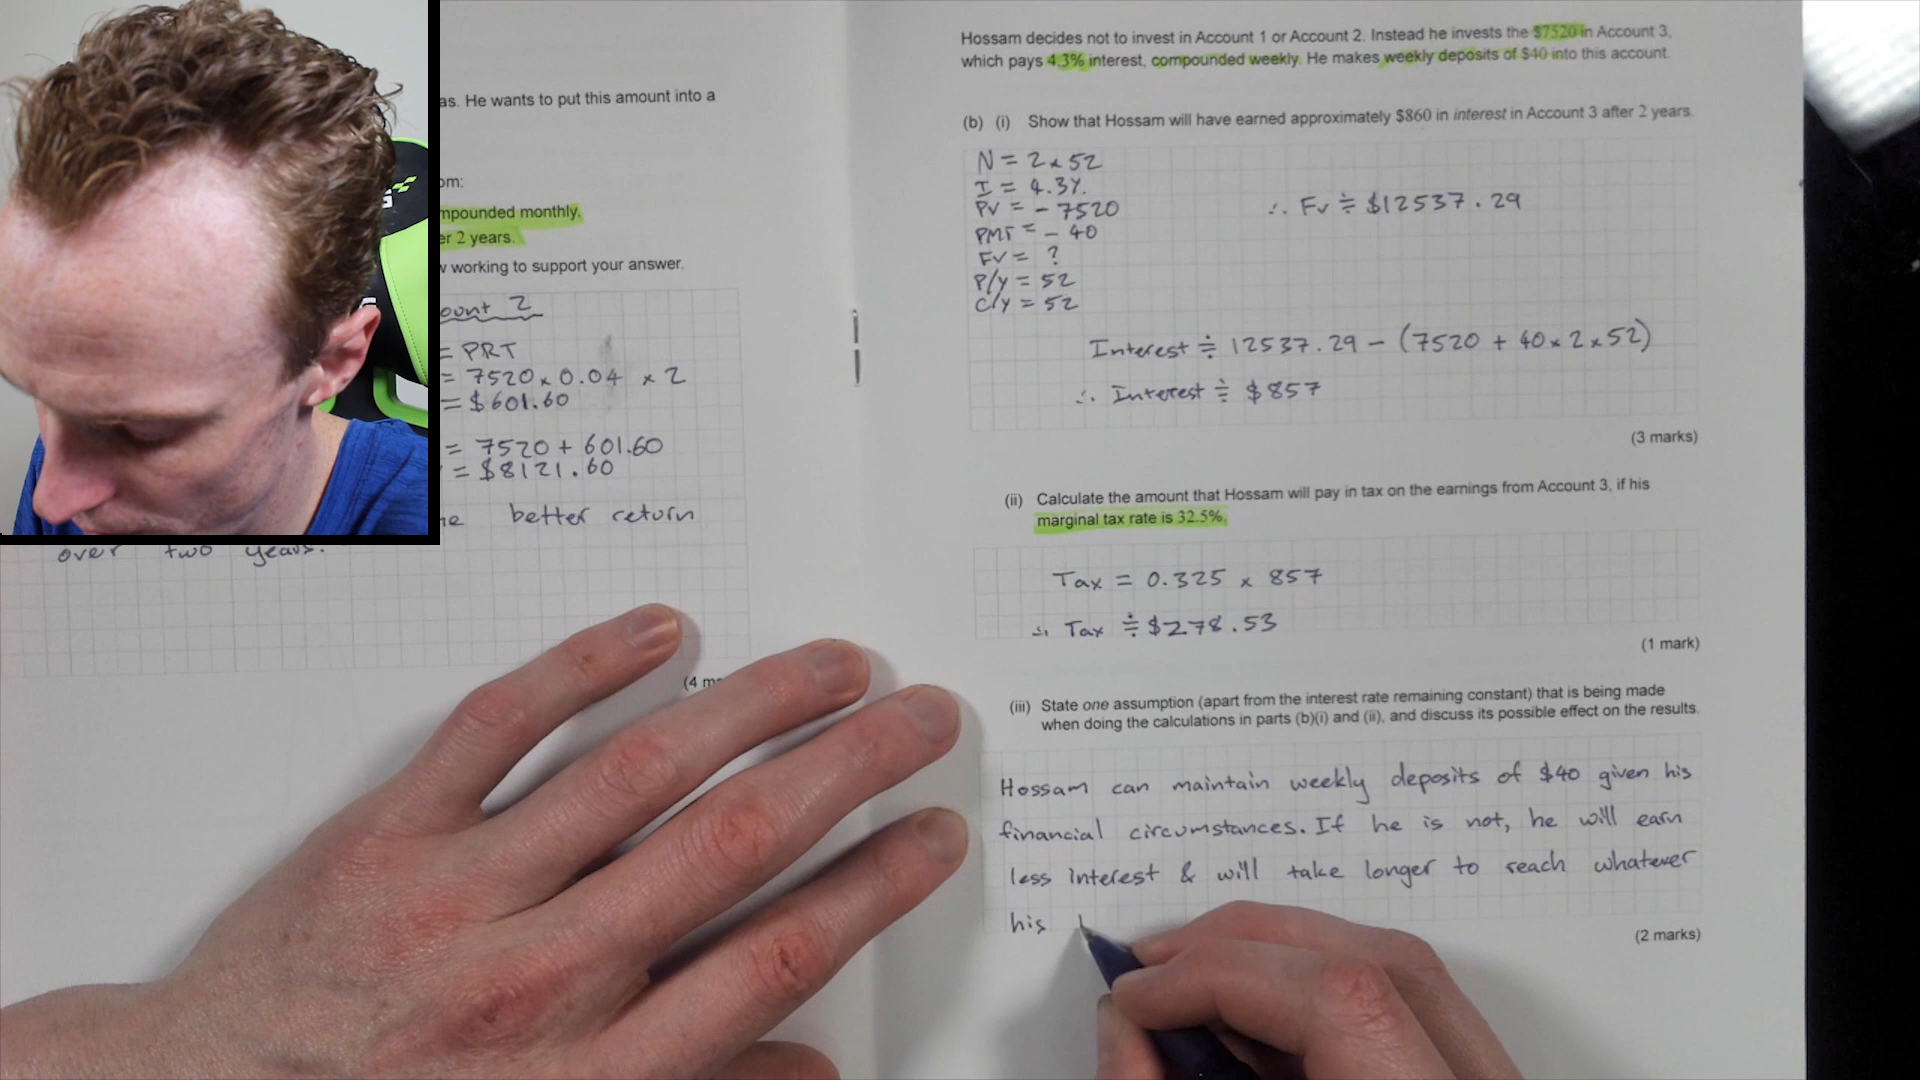 as. He wants to put this amount into a
om:
mpounded monthly.
er 2 years.
working to support your answer.
ount 2
= PRT
= 7520 × 0.04 × 2
= $601.60
= 7520 + 601.60
= $8121.60
he better return
over two years.
(4 m
Hossam decides not to invest in Account 1 or Account 2. Instead he invests the $7520 in Account 3,
which pays 4.3% interest, compounded weekly. He makes weekly deposits of $40 into this account.
(b) (i) Show that Hossam will have earned approximately $860 in interest in Account 3 after 2 years.
N = 2 × 52
I = 4.3%.
PV = - 7520
∴ FV ≑ $12537.29
PMT = - 40
FV = ?
P/y = 52
C/y = 52
Interest ≑ 12537.29 - (7520 + 40 × 2 × 52)
∴ Interest ≑ $857
(3 marks)
(ii) Calculate the amount that Hossam will pay in tax on the earnings from Account 3, if his
marginal tax rate is 32.5%.
Tax = 0.325 × 857
∴ Tax ≑ $278.53
(1 mark)
(iii) State one assumption (apart from the interest rate remaining constant) that is being made
when doing the calculations in parts (b)(i) and (ii), and discuss its possible effect on the results.
Hossam can maintain weekly deposits of $40 given his
financial circumstances. If he is not, he will earn
less interest & will take longer to reach whatever
his
(2 marks)